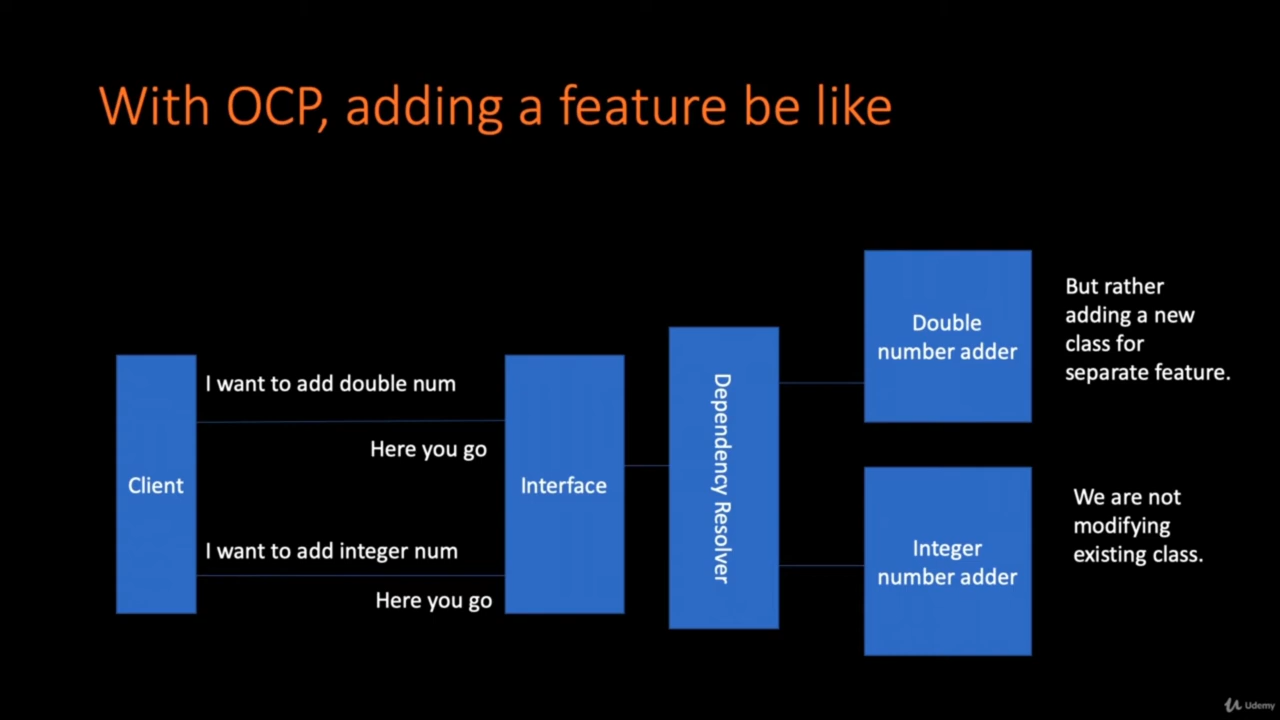 With OCP, adding a feature be like
Client
I want to add double num
Here you go
I want to add integer num
Here you go
Interface
Dependency Resolver
Double
number adder
But rather
adding a new
class for
separate feature.
Integer
number adder
We are not
modifying
existing class.
Udemy